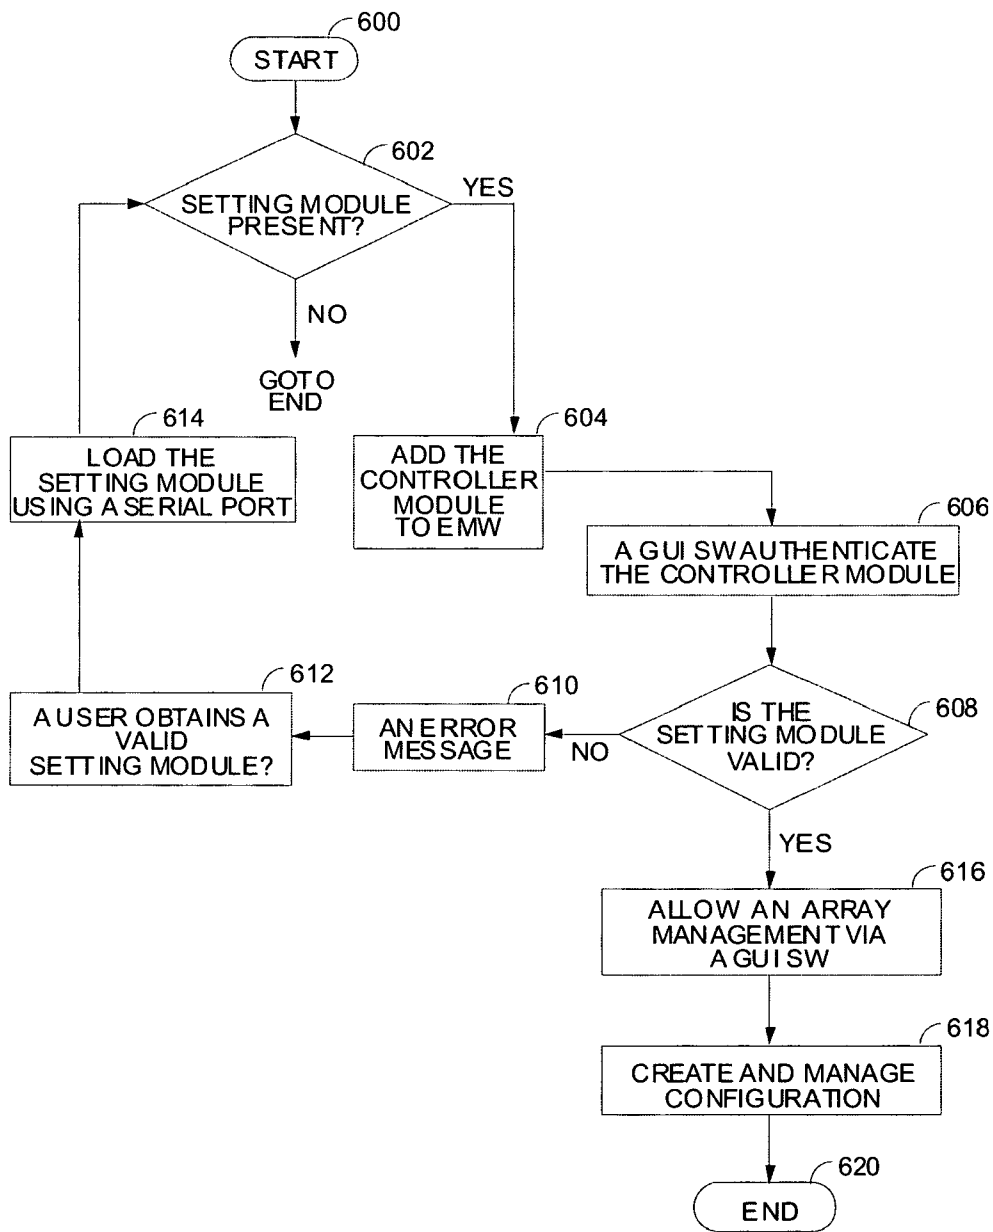 600
START
602
SETTING MODULE
PRESENT?
YES
NO
GOTO
END
614
LOAD THE
SETTING MODULE
USING A SERIAL PORT
604
ADD THE
CONTROLLER
MODULE
TO EMW
606
A GUI SW AUTHENTICATE
THE CONTROLLER MODULE
612
A USER OBTAINS A
VALID
SETTING MODULE?
610
AN ERROR
MESSAGE
NO
608
IS THE
SETTING MODULE
VALID?
YES
616
ALLOW AN ARRAY
MANAGEMENT VIA
A GUI SW
618
CREATE AND MANAGE
CONFIGURATION
620
END